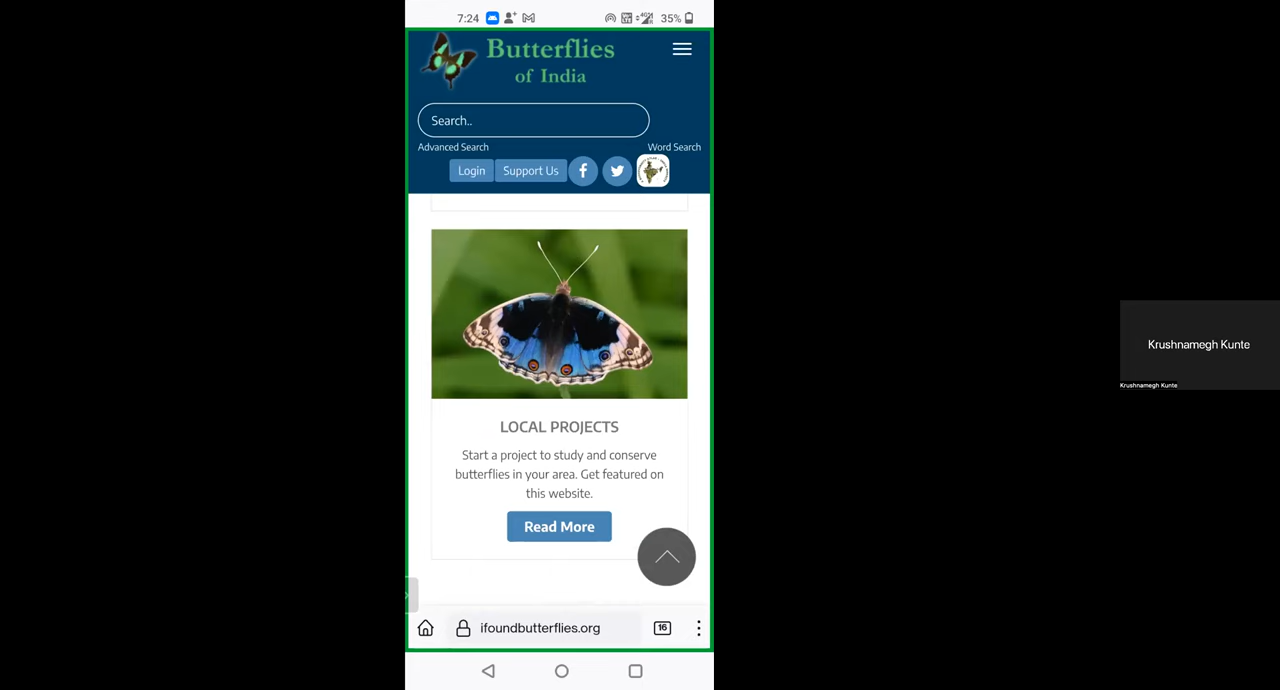 7:24
35%
Butterflies
of India
Search..
Advanced Search
Word Search
Login
Support Us
LOCAL PROJECTS
Start a project to study and conserve
butterflies in your area. Get featured on
this website.
Read More
ifoundbutterflies.org
16
Krushnamegh Kunte
Krushnamegh Kunte